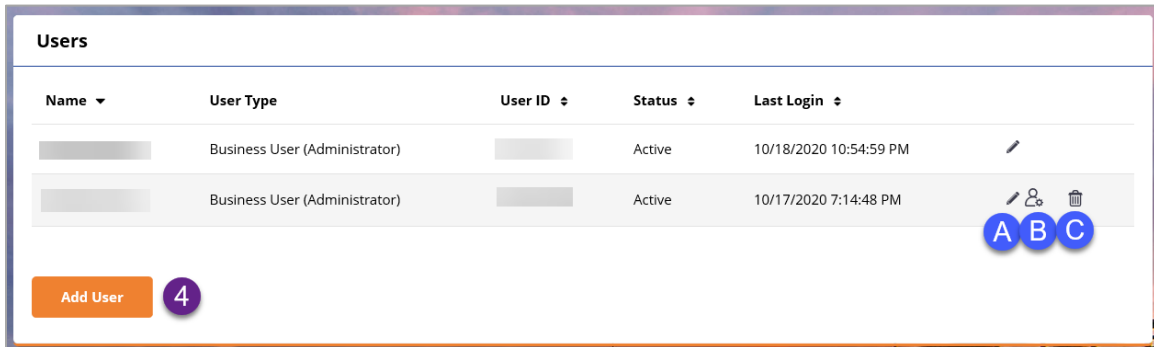 Users
Name User Type User ID Status Last Login
Business User (Administrator) Active 10/18/2020 10:54:59 PM
Business User (Administrator) Active 10/17/2020 7:14:48 PM
A B C
Add User 4